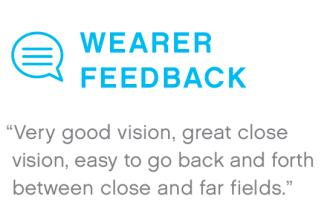 WEARER
FEEDBACK
“Very good vision, great close
vision, easy to go back and forth
between close and far fields.”